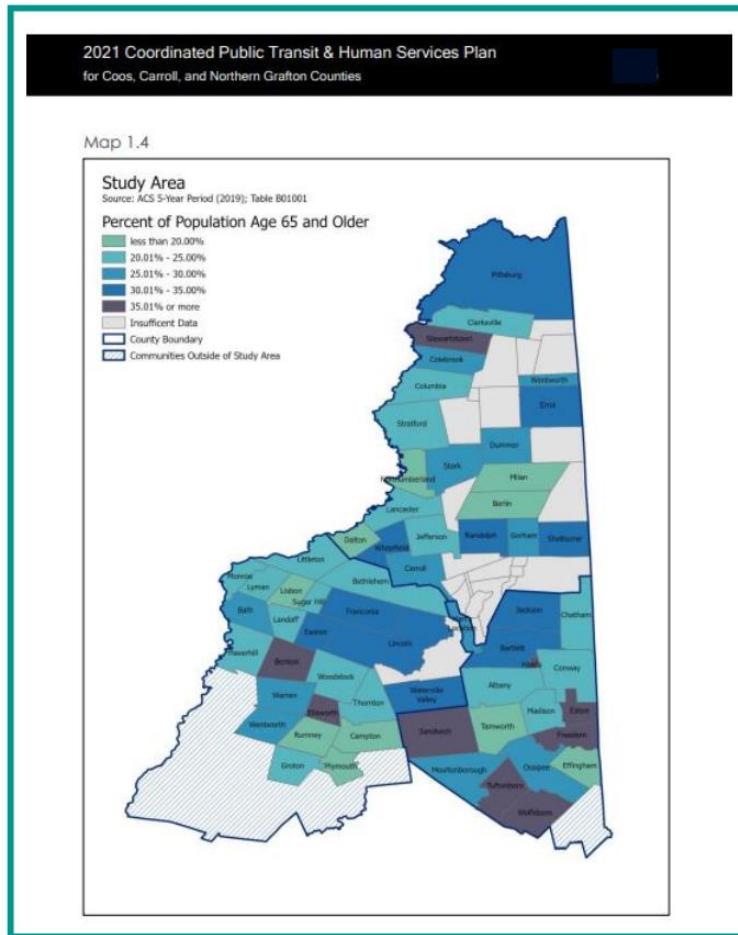 2021 Coordinated Public Transit & Human Services Plan
for Coos, Carroll, and Northern Grafton Counties
Map 1.4
Study Area
Source: ACS 5-Year Period (2019); Table B01001
Percent of Population Age 65 and Older
less than 20.00%
20.01% - 25.00%
25.01% - 30.00%
30.01% - 35.00%
35.01% or more
Insufficent Data
County Boundary
Communities Outside of Study Area
Pittsburg
Clarksville
Stewartstown
Colebrook
Wentworth
Columbia
Errol
Stratford
Dummer
Stark
Northumberland
Milan
Berlin
Lancaster
Jefferson
Randolph
Gorham
Shelburne
Dalton
Whitefield
Carroll
Littleton
Bethlehem
Monroe
Lyman
Lisbon
Sugar Hill
Franconia
Bath
Landaff
Easton
Lincoln
Jackson
Chatham
Bartlett
Haverhill
Benton
Woodstock
Conway
Albany
Warren
Thornton
Waterville
Valley
Madison
Eaton
Ellsworth
Wentworth
Sandwich
Tamworth
Freedom
Rumney
Campton
Groton
Plymouth
Moultonborough
Ossipee
Effingham
Tuftonboro
Wolfeboro